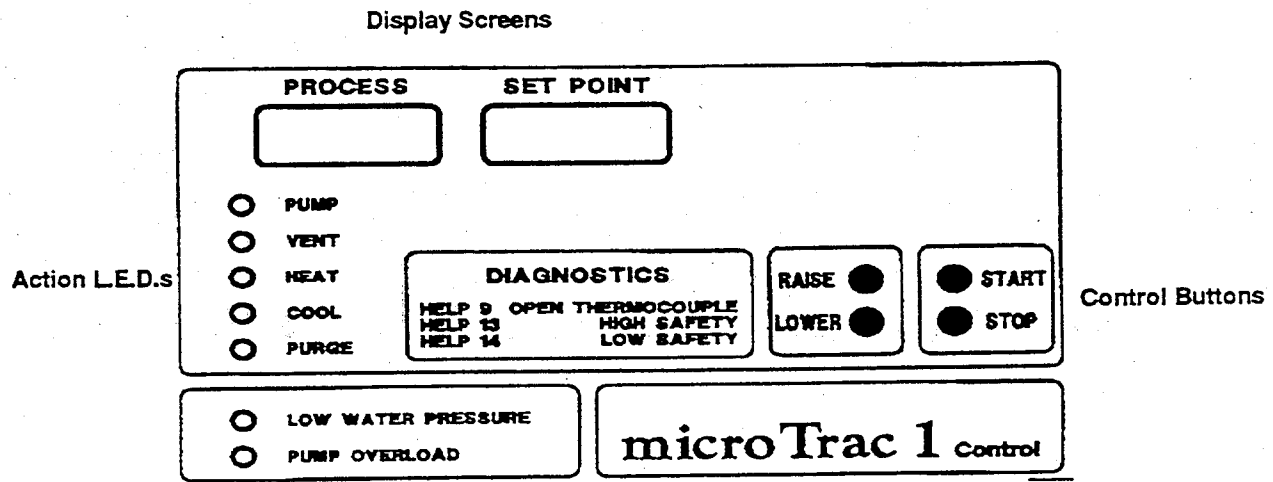 Display Screens
PROCESS SET POINT
PUMP
VENT
Action L.E.D.s HEAT
COOL
PURGE
DIAGNOSTICS
HELP 9 OPEN THERMOCOUPLE
HELP 13 HIGH SAFETY
HELP 14 LOW SAFETY
RAISE
LOWER
START
STOP
Control Buttons
LOW WATER PRESSURE
PUMP OVERLOAD
microTrac 1 Control